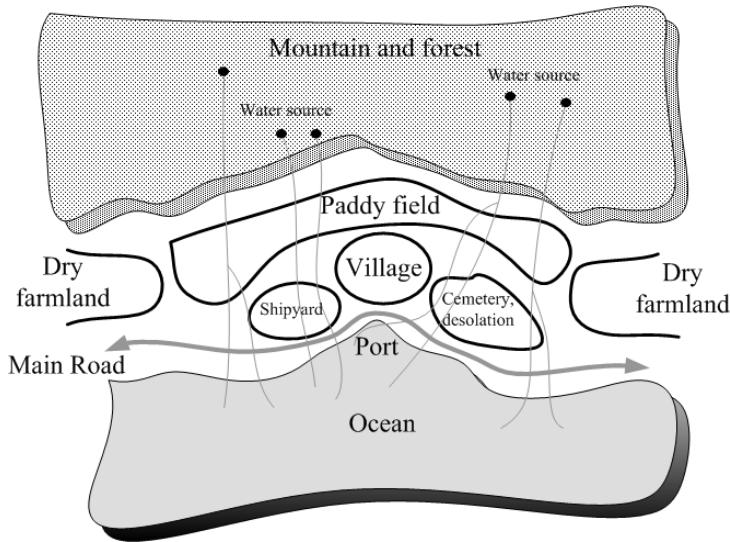 Mountain and forest
Water source
Water source
Paddy field
Dry
farmland
Village
Dry
farmland
Shipyard
Cemetery,
desolation
Main Road
Port
Ocean